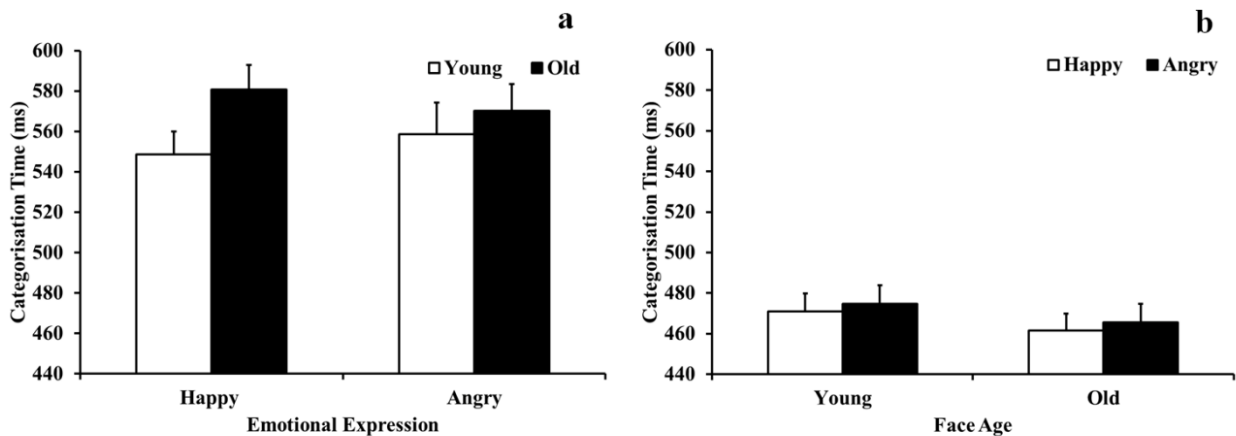 a
600
580
560
540
520
500
480
460
440
Categorisation Time (ms)
Young Old
Happy Angry
Emotional Expression
b
600
580
560
540
520
500
480
460
440
Categorisation Time (ms)
Happy Angry
Young Old
Face Age